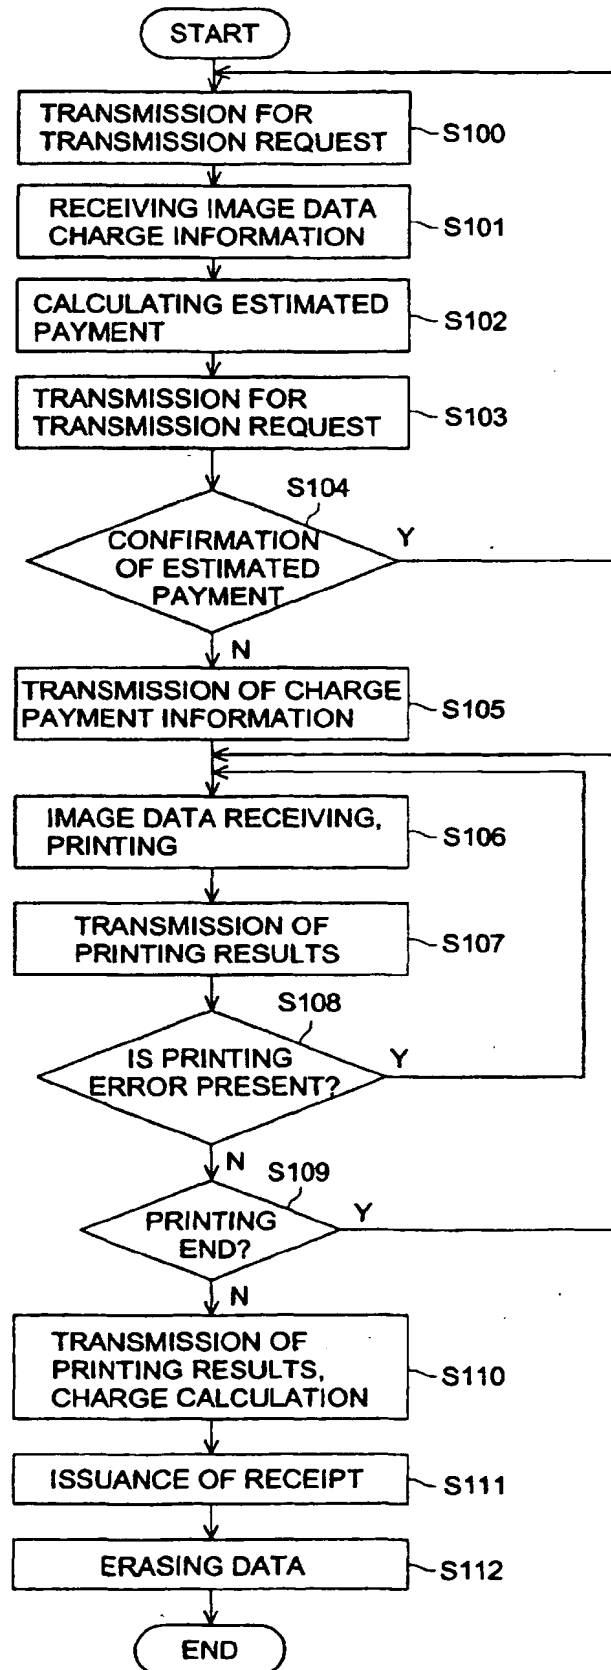 START
TRANSMISSION FOR
TRANSMISSION REQUEST
S100
RECEIVING IMAGE DATA
CHARGE INFORMATION
S101
CALCULATING ESTIMATED
PAYMENT
S102
TRANSMISSION FOR
TRANSMISSION REQUEST
S103
S104
CONFIRMATION
OF ESTIMATED
PAYMENT
Y
N
TRANSMISSION OF CHARGE
PAYMENT INFORMATION
S105
IMAGE DATA RECEIVING,
PRINTING
S106
TRANSMISSION OF
PRINTING RESULTS
S107
S108
IS PRINTING
ERROR PRESENT?
Y
N
S109
PRINTING
END?
Y
N
TRANSMISSION OF
PRINTING RESULTS,
CHARGE CALCULATION
S110
ISSUANCE OF RECEIPT
S111
ERASING DATA
S112
END